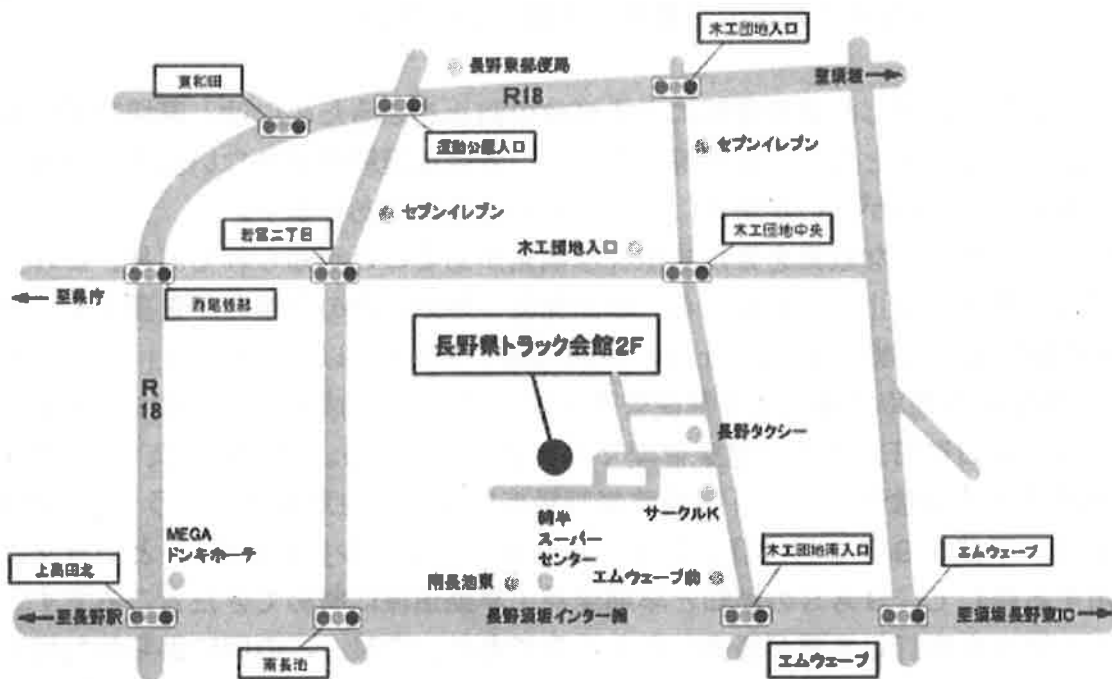 木工団地入口
長野東郵便局
東和田
至須坂
R18
運動公園入口
セブンイレブン
セブンイレブン
若宮二丁目
木工団地入口
木工団地中央
至県庁
西尾張部
長野県トラック会館2F
R
18
長野タクシー
サークルK
MEGA
ドンキホーテ
綿半
スーパー
センター
上高田北
南長池東
エムウェーブ前
木工団地南入口
エムウェーブ
至長野駅
長野須坂インター線
至須坂長野東IC
南長池
エムウェーブ